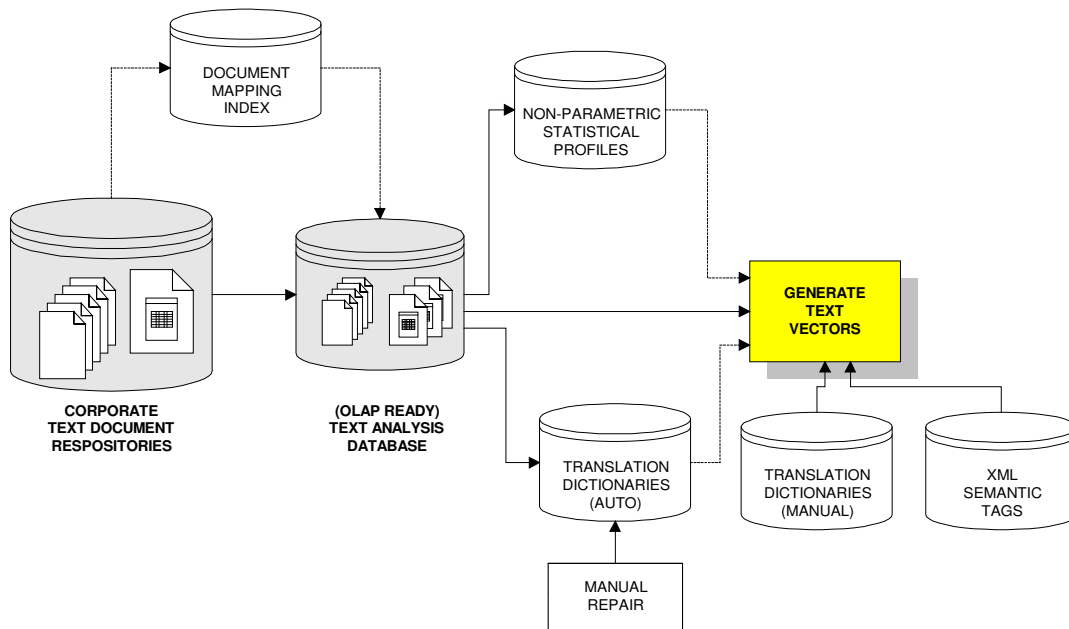 DOCUMENT
MAPPING
INDEX
NON-PARAMETRIC
STATISTICAL
PROFILES
GENERATE
TEXT
VECTORS
CORPORATE
TEXT DOCUMENT
RESPOSITORIES
(OLAP READY)
TEXT ANALYSIS
DATABASE
TRANSLATION
DICTIONARIES
(AUTO)
TRANSLATION
DICTIONARIES
(MANUAL)
XML
SEMANTIC
TAGS
MANUAL
REPAIR